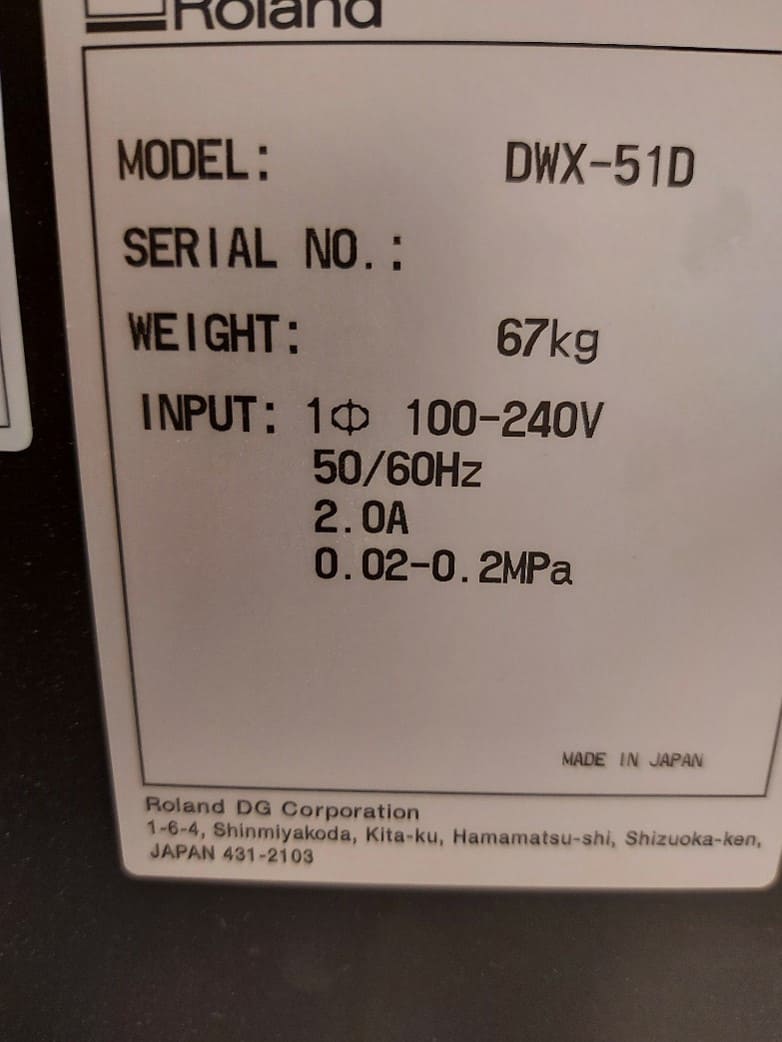 Roland
MODEL: DWX-51D
SERIAL NO.:
WEIGHT: 67kg
INPUT: 1Φ 100-240V
50/60Hz
2.0A
0.02-0.2MPa
MADE IN JAPAN
Roland DG Corporation
1-6-4, Shinmiyakoda, Kita-ku, Hamamatsu-shi, Shizuoka-ken,
JAPAN 431-2103